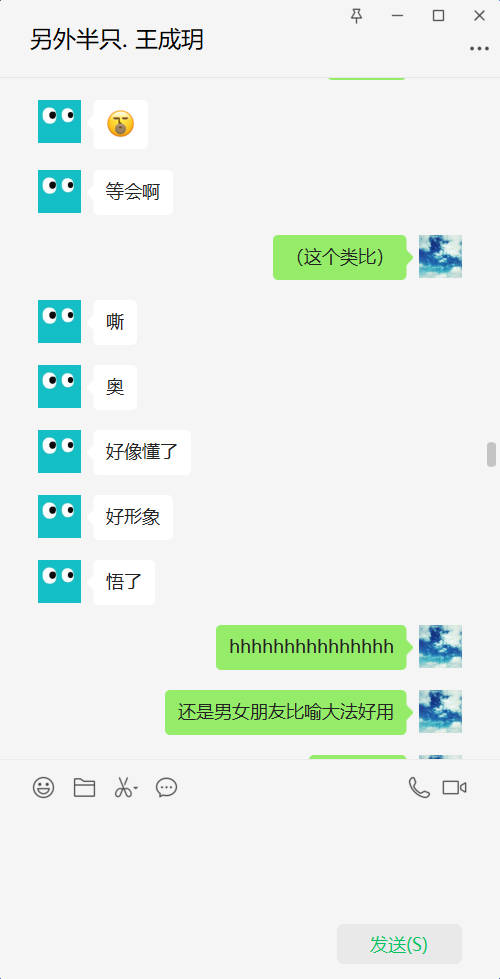 另外半只. 王成玥
等会啊
（这个类比）
嘶
奥
好像懂了
好形象
悟了
hhhhhhhhhhhhhhh
还是男女朋友比喻大法好用
发送(S)